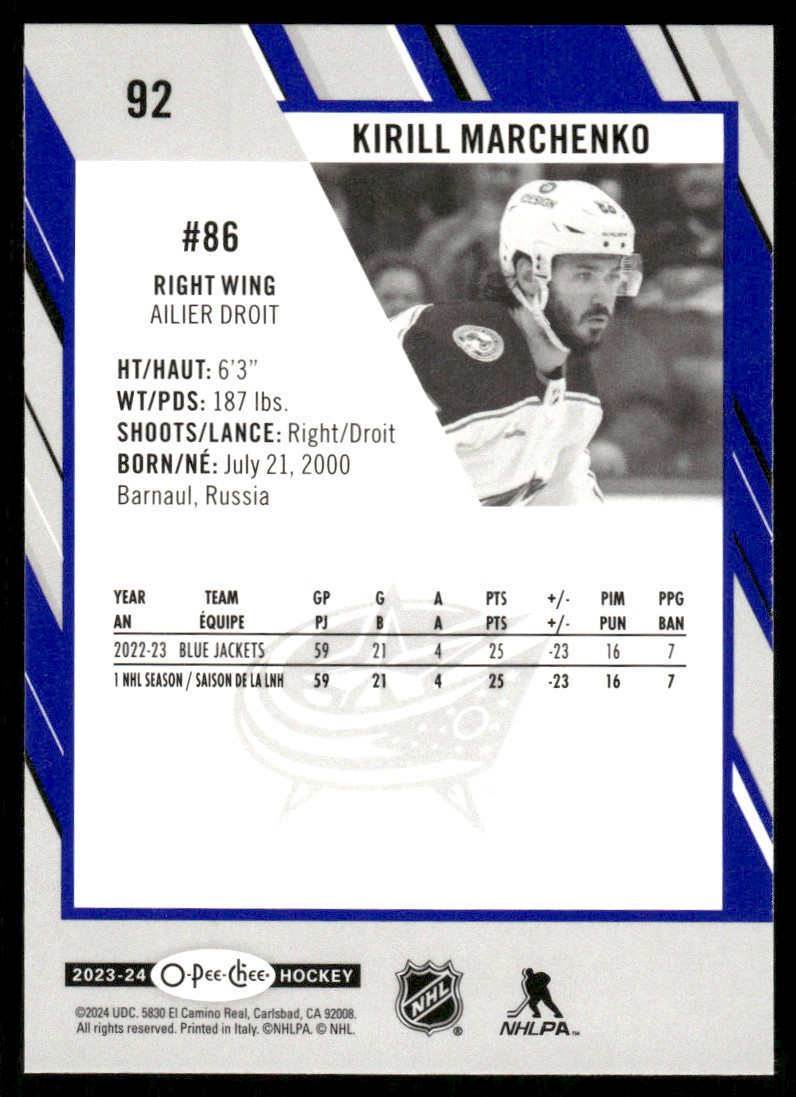 92
KIRILL MARCHENKO
DESIGN
#86
RIGHT WING
AILIER DROIT
HT/HAUT: 6'3"
WT/PDS: 187 lbs.
SHOOTS/LANCE: Right/Droit
BORN/NÉ: July 21, 2000
Barnaul, Russia
YEAR TEAM GP G A PTS +/- PIM PPG
AN ÉQUIPE PJ B A PTS +/- PUN BAN
2022-23 BLUE JACKETS 59 21 4 25 -23 16 7
1 NHL SEASON / SAISON DE LA LNH 59 21 4 25 -23 16 7
2023-24 O-Pee-Chee® HOCKEY
©2024 UDC. 5830 El Camino Real, Carlsbad, CA 92008.
All rights reserved. Printed in Italy. ©NHLPA. © NHL.
NHL®
NHLPA™